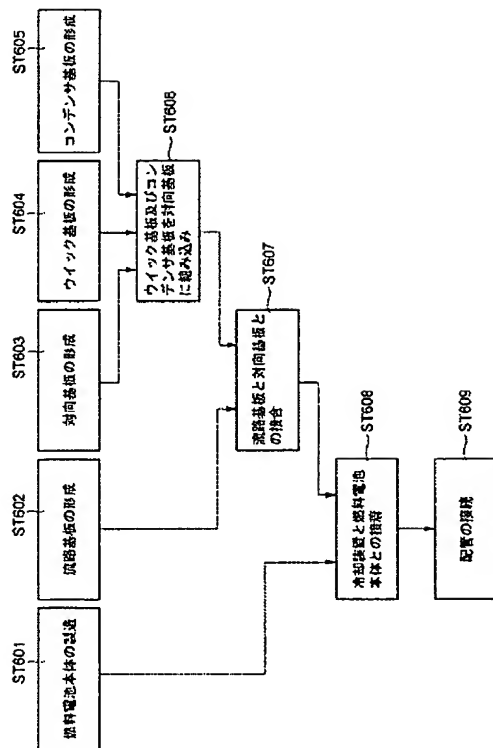 ST601
燃料電池本体の製造
ST602
流路基板の形成
ST603
対向基板の形成
ST604
ウイック基板の形成
ST605
コンデンサ基板の形成
ST608
ウイック基板及びコン
デンサ基板を対向基板
に組み込み
ST607
流路基板と対向基板と
の接合
ST608
冷却装置と燃料電池
本体との接着
ST609
配管の接続